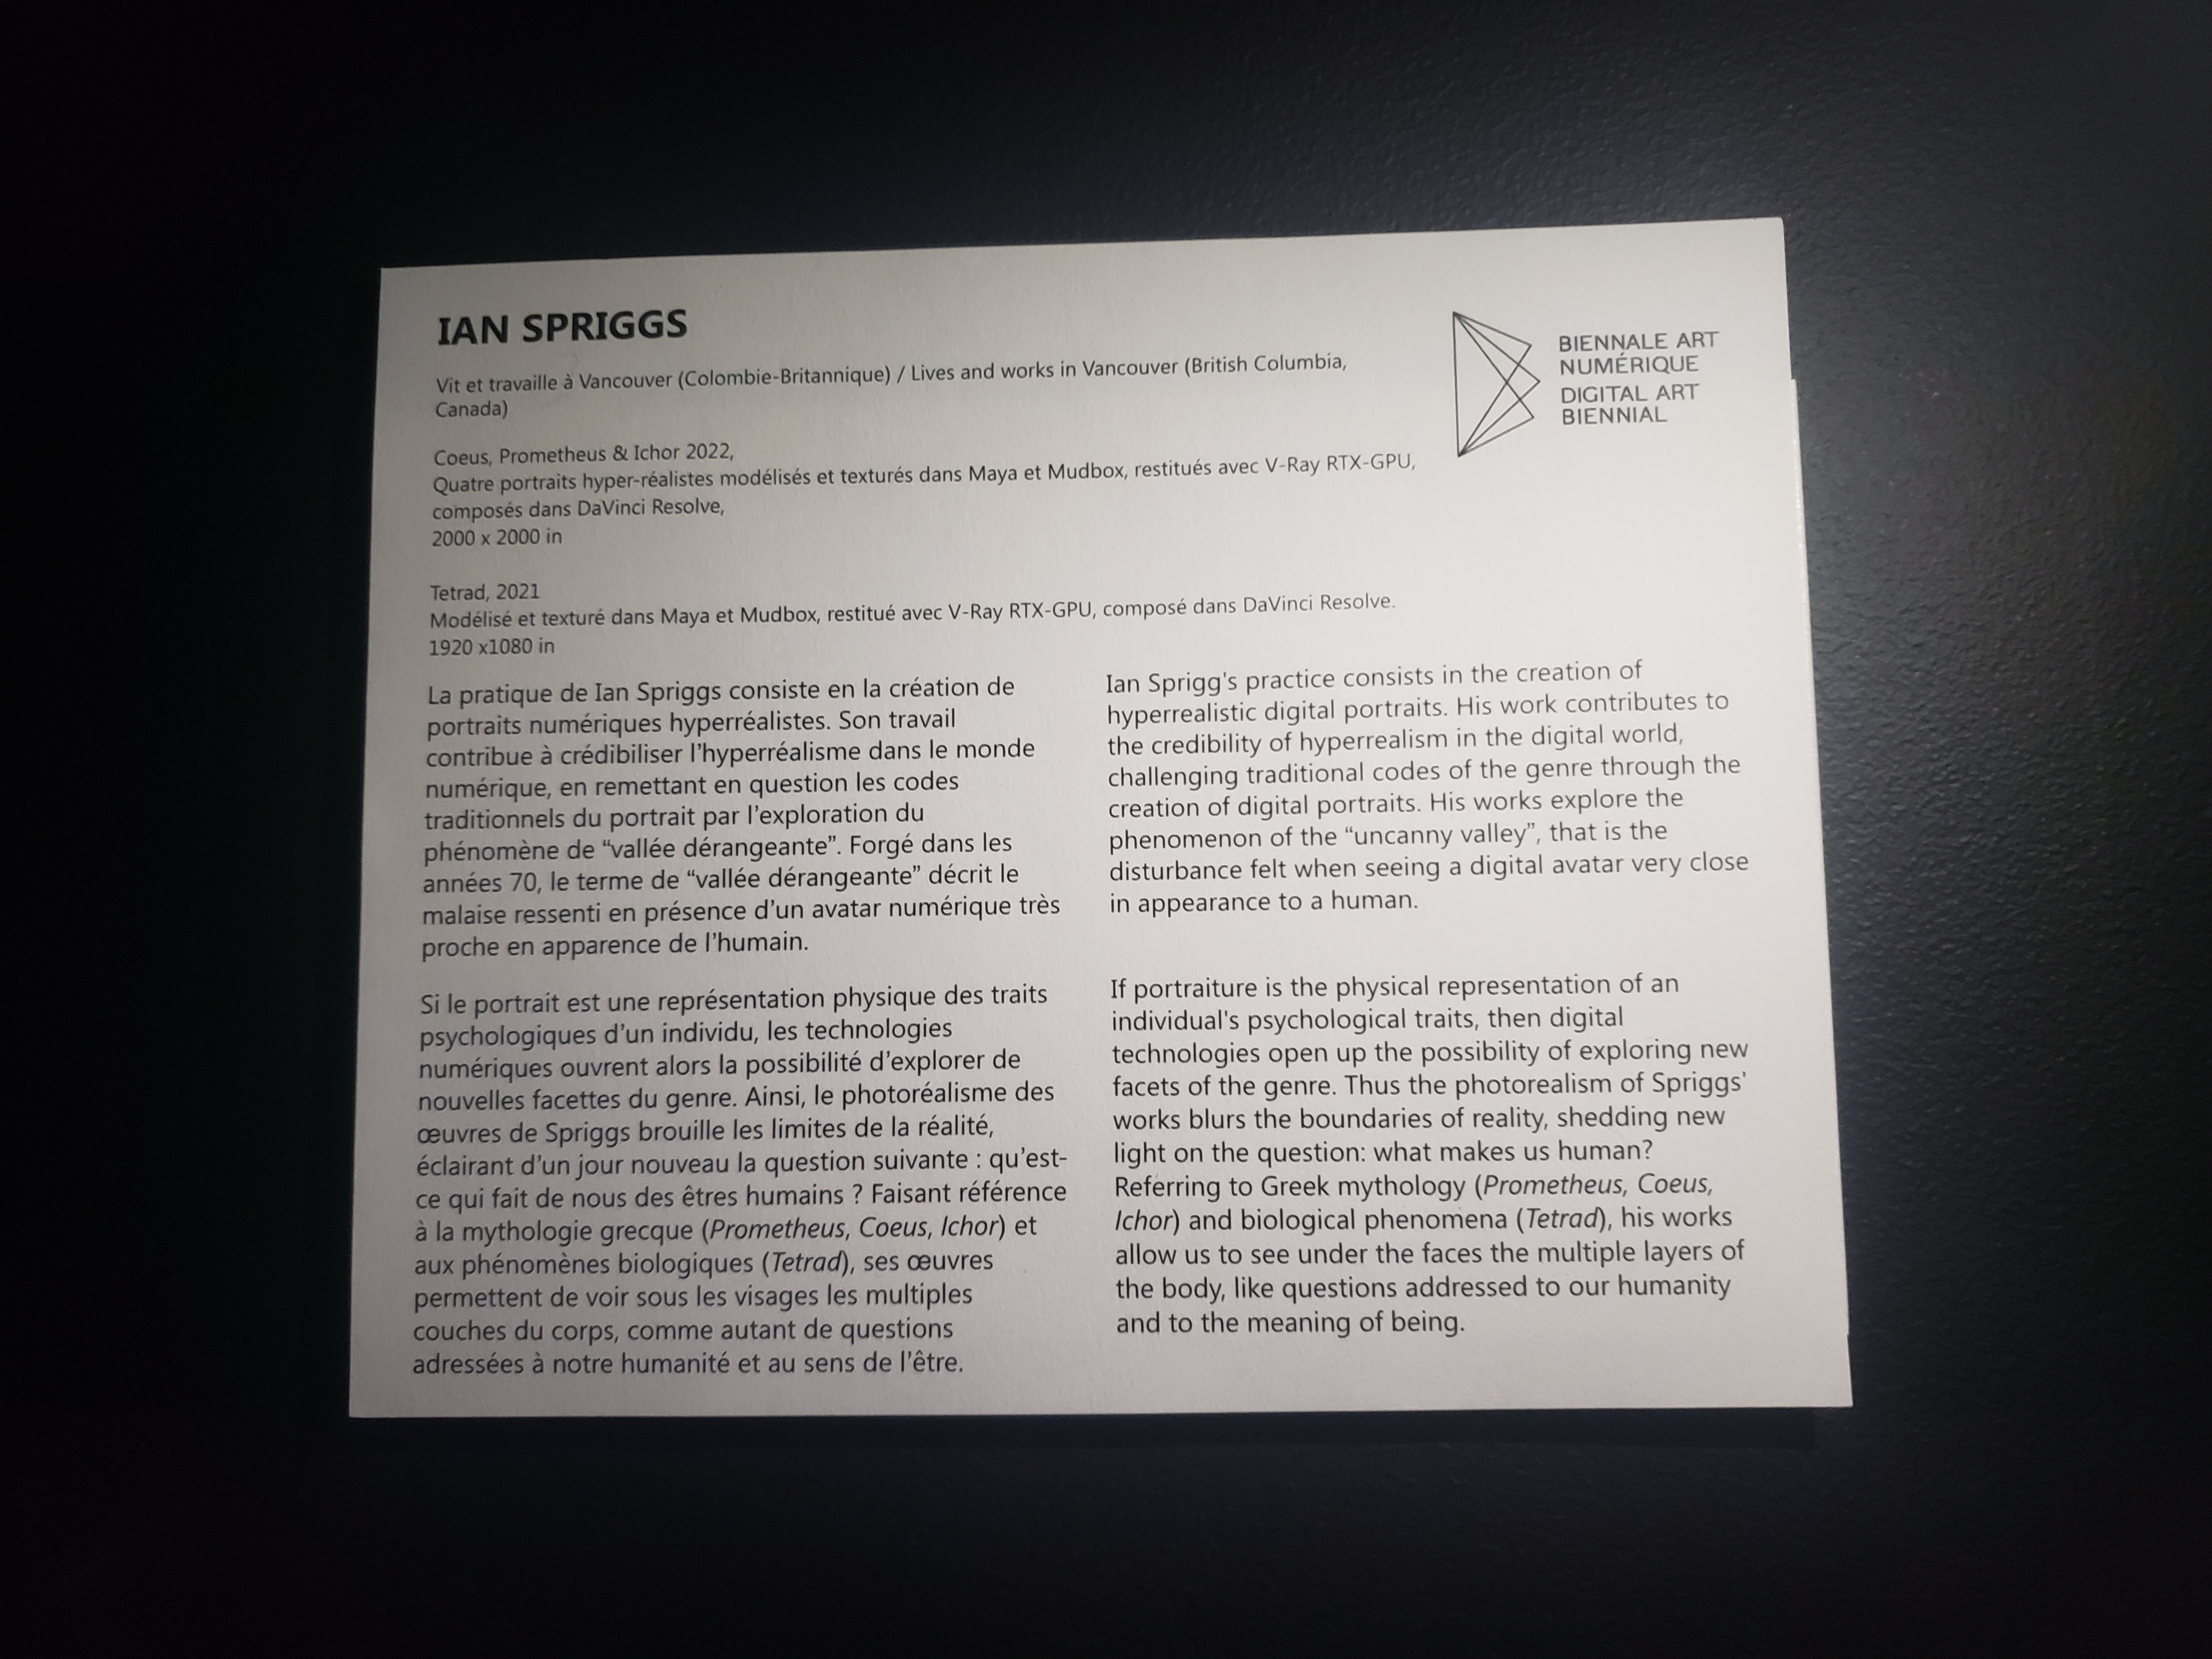 IAN SPRIGGS
Vit et travaille à Vancouver (Colombie-Britannique) / Lives and works in Vancouver (British Columbia,
Canada)
Coeus, Prometheus & Ichor 2022,
Quatre portraits hyper-réalistes modélisés et texturés dans Maya et Mudbox, restitués avec V-Ray RTX-GPU,
composés dans DaVinci Resolve,
2000 x 2000 in
Tetrad, 2021
Modélisé et texturé dans Maya et Mudbox, restitué avec V-Ray RTX-GPU, composé dans DaVinci Resolve.
1920 x1080 in
BIENNALE ART
NUMÉRIQUE
DIGITAL ART
BIENNIAL
La pratique de Ian Spriggs consiste en la création de
portraits numériques hyperréalistes. Son travail
contribue à crédibiliser l'hyperréalisme dans le monde
numérique, en remettant en question les codes
traditionnels du portrait par l'exploration du
phénomène de “vallée dérangeante”. Forgé dans les
années 70, le terme de “vallée dérangeante” décrit le
malaise ressenti en présence d'un avatar numérique très
proche en apparence de l'humain.
Si le portrait est une représentation physique des traits
psychologiques d'un individu, les technologies
numériques ouvrent alors la possibilité d'explorer de
nouvelles facettes du genre. Ainsi, le photoréalisme des
œuvres de Spriggs brouille les limites de la réalité,
éclairant d'un jour nouveau la question suivante : qu'est-
ce qui fait de nous des êtres humains ? Faisant référence
à la mythologie grecque (Prometheus, Coeus, Ichor) et
aux phénomènes biologiques (Tetrad), ses œuvres
permettent de voir sous les visages les multiples
couches du corps, comme autant de questions
adressées à notre humanité et au sens de l'être.
Ian Sprigg's practice consists in the creation of
hyperrealistic digital portraits. His work contributes to
the credibility of hyperrealism in the digital world,
challenging traditional codes of the genre through the
creation of digital portraits. His works explore the
phenomenon of the “uncanny valley”, that is the
disturbance felt when seeing a digital avatar very close
in appearance to a human.
If portraiture is the physical representation of an
individual's psychological traits, then digital
technologies open up the possibility of exploring new
facets of the genre. Thus the photorealism of Spriggs'
works blurs the boundaries of reality, shedding new
light on the question: what makes us human?
Referring to Greek mythology (Prometheus, Coeus,
Ichor) and biological phenomena (Tetrad), his works
allow us to see under the faces the multiple layers of
the body, like questions addressed to our humanity
and to the meaning of being.